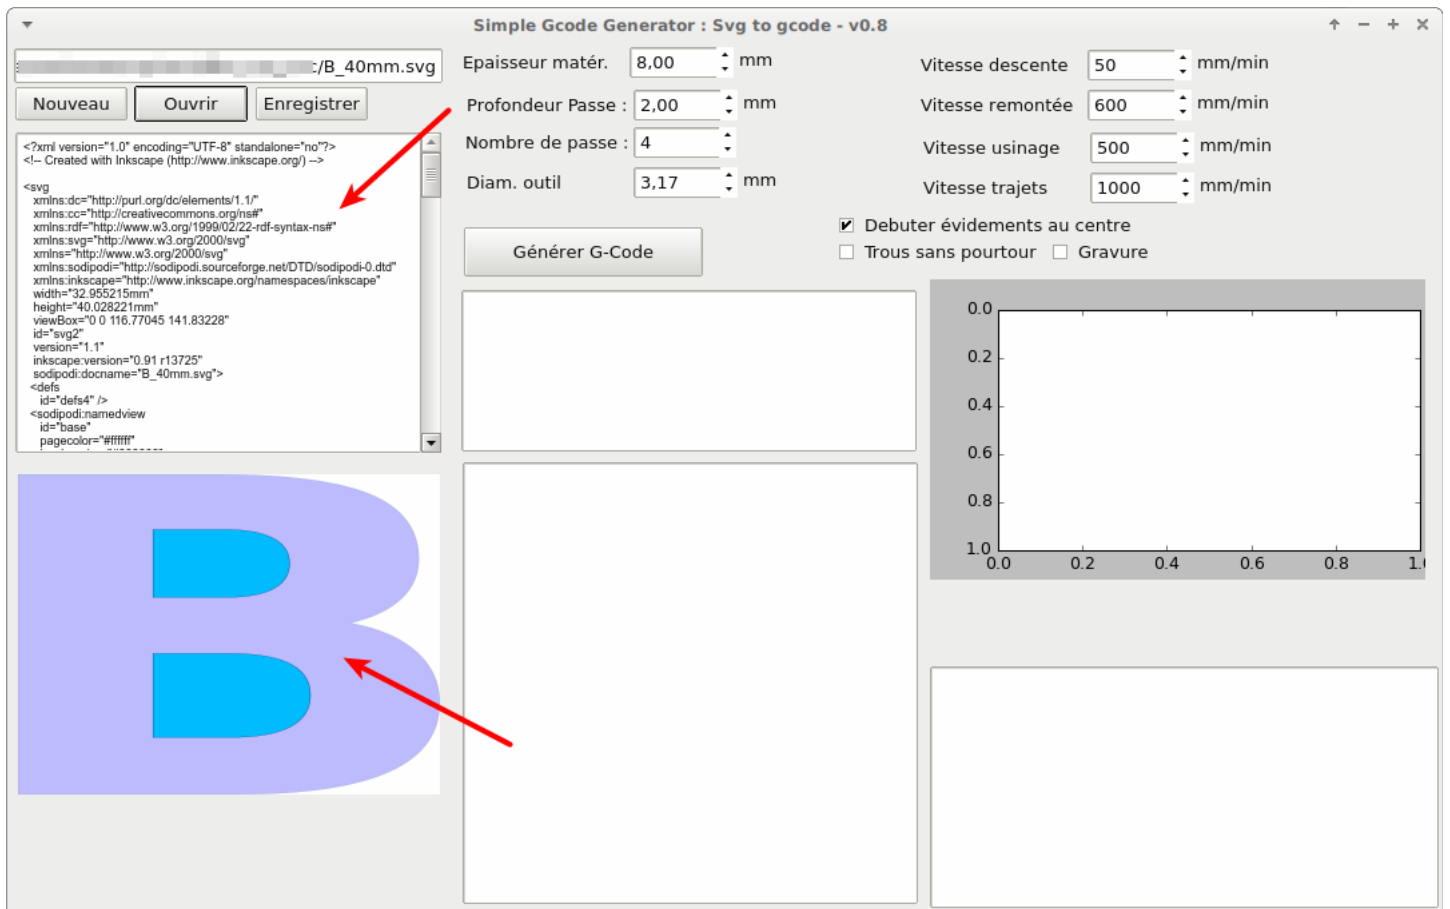 Simple Gcode Generator : Svg to gcode - v0.8
c/B_40mm.svg
Nouveau
Ouvrir
Enregistrer
<?xml version="1.0" encoding="UTF-8" standalone="no"?>
<!-- Created with Inkscape (http://www.inkscape.org/) -->
<svg
xmlns:dc="http://purl.org/dc/elements/1.1/"
xmlns:cc="http://creativecommons.org/ns#"
xmlns:rdf="http://www.w3.org/1999/02/22-rdf-syntax-ns#"
xmlns:svg="http://www.w3.org/2000/svg"
xmlns="http://www.w3.org/2000/svg"
xmlns:sodipodi="http://sodipodi.sourceforge.net/DTD/sodipodi-0.dtd"
xmlns:inkscape="http://www.inkscape.org/namespaces/inkscape"
width="32.955215mm"
height="40.028221mm"
viewBox="0 0 116.77045 141.83228"
id="svg2"
version="1.1"
inkscape:version="0.91 r13725"
sodipodi:docname="B_40mm.svg">
<defs
id="defs4" />
<sodipodi:namedview
id="base"
pagecolor="#ffffff"
B
Epaisseur matér. 8,00 mm
Profondeur Passe : 2,00 mm
Nombre de passe : 4
Diam. outil 3,17 mm
Générer G-Code
Vitesse descente 50 mm/min
Vitesse remontée 600 mm/min
Vitesse usinage 500 mm/min
Vitesse trajets 1000 mm/min
Debuter évidements au centre
Trous sans pourtour Gravure
0.0
0.2
0.4
0.6
0.8
1.0
0.0 0.2 0.4 0.6 0.8